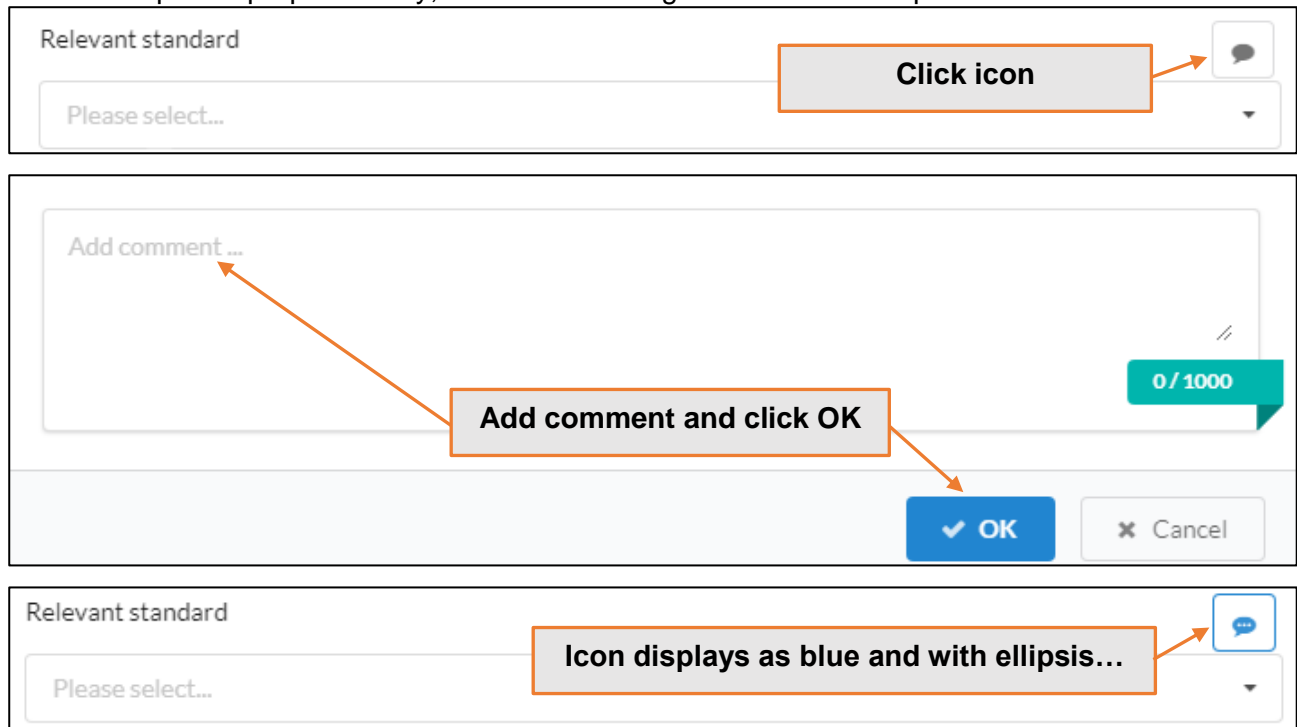 Relevant standard
Click icon
Please select...
Add comment ...
0 / 1000
Add comment and click OK
OK
Cancel
Relevant standard
Icon displays as blue and with ellipsis…
Please select...